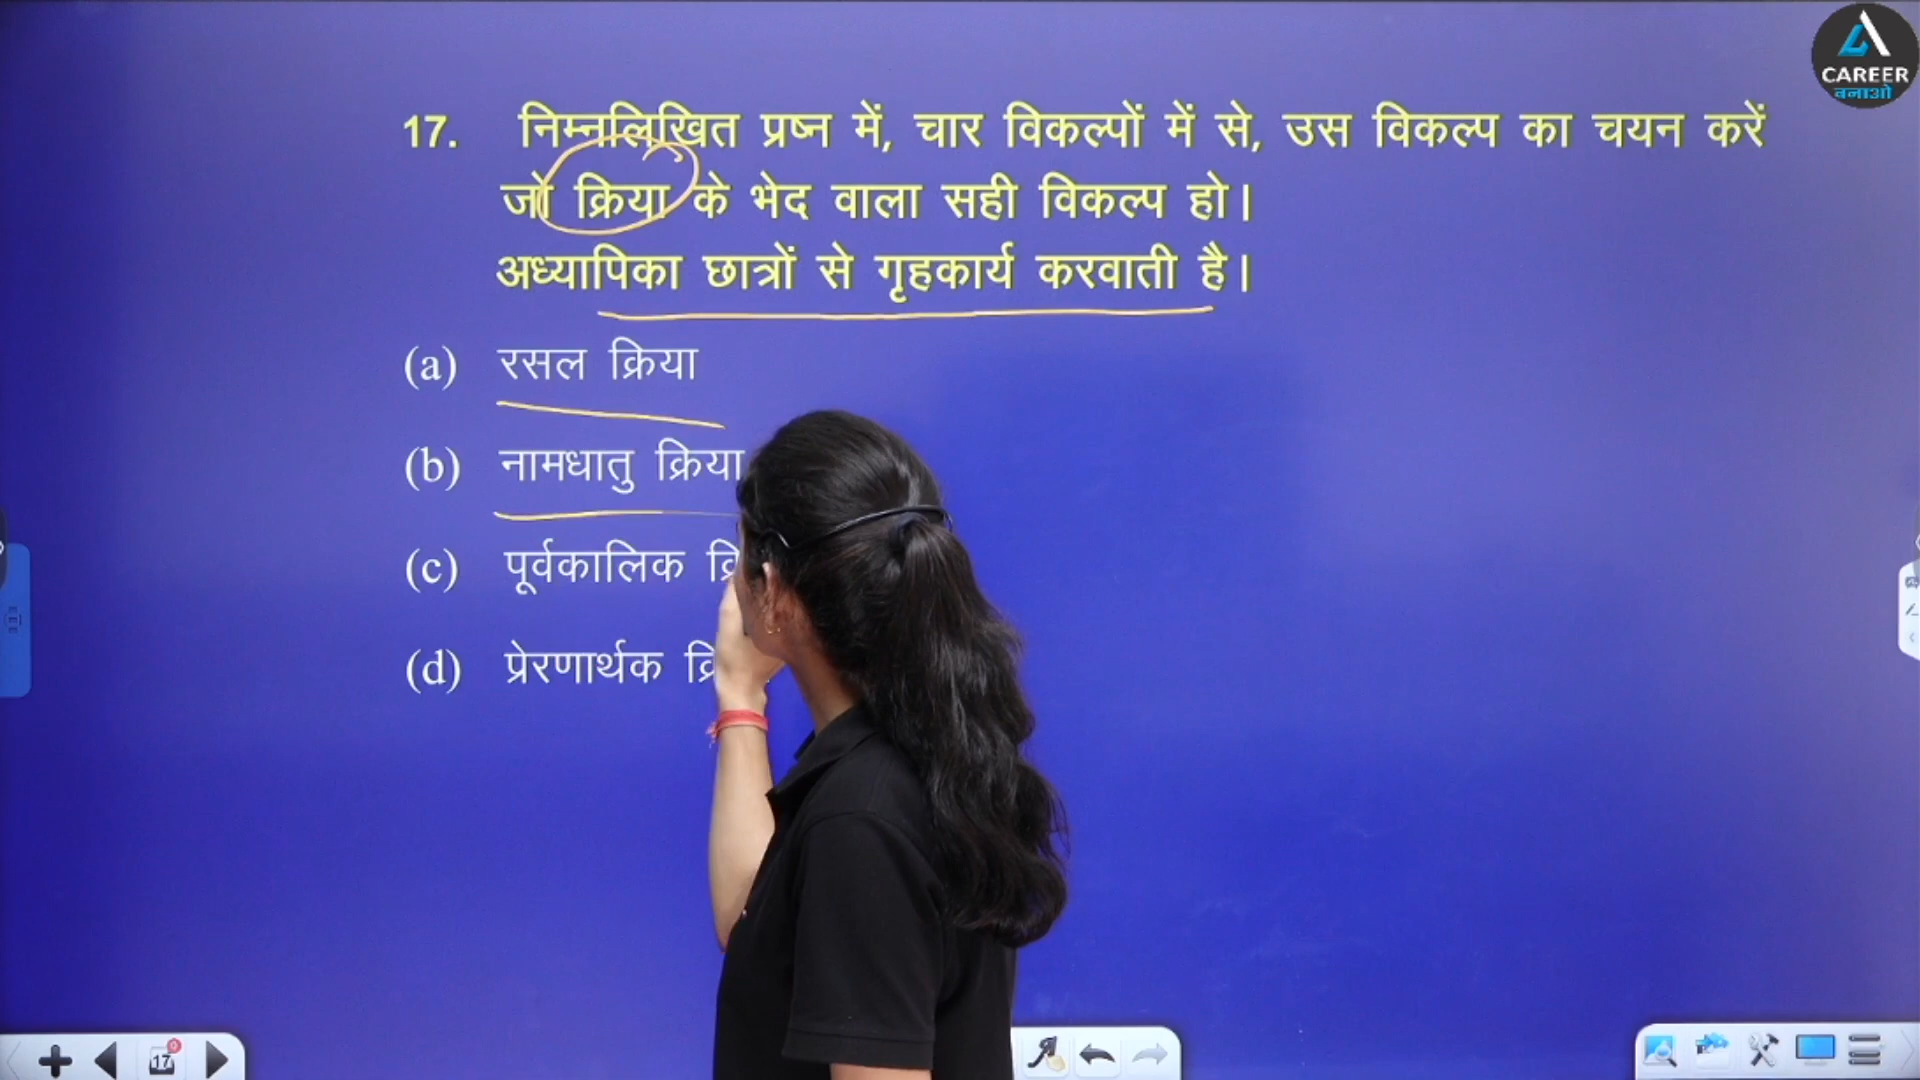 CAREER
बनाओ
17. निम्नलिखित प्रष्न में, चार विकल्पों में से, उस विकल्प का चयन करें
जो क्रिया के भेद वाला सही विकल्प हो।
अध्यापिका छात्रों से गृहकार्य करवाती है।
(a) रसल क्रिया
(b) नामधातु क्रिया
(c) पूर्वकालिक
(d) प्रेरणार्थक
17